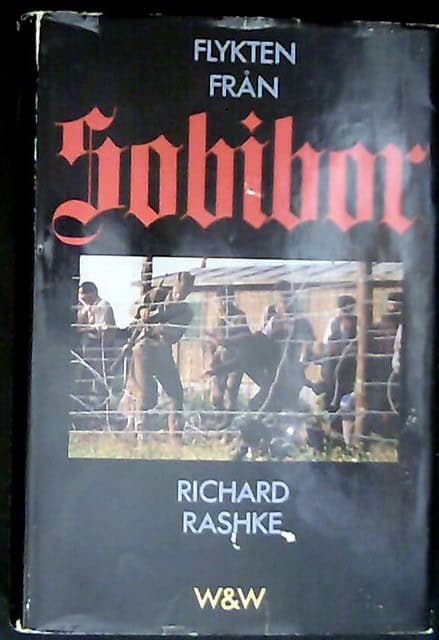 FLYKTEN
FRÅN
Sobibor
RICHARD
RASHKE
W&W